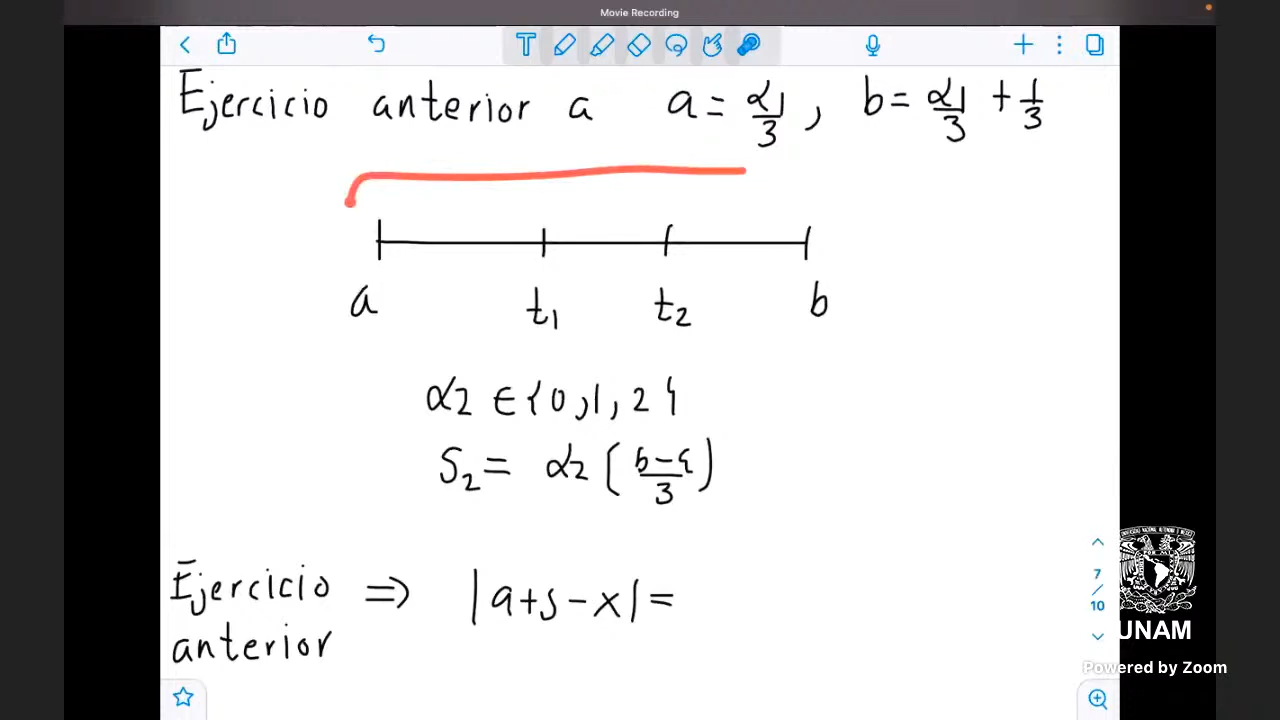 Movie Recording
Ejercicio anterior a a = α1/3 , b = α1/3 + 1/3
a t1 t2 b
α2 ∈ {0,1,2}
S2 = α2 (b-a/3)
Ejercicio ⇒ |a+s-x| =
anterior
7
/
10
UNAM
Powered by Zoom